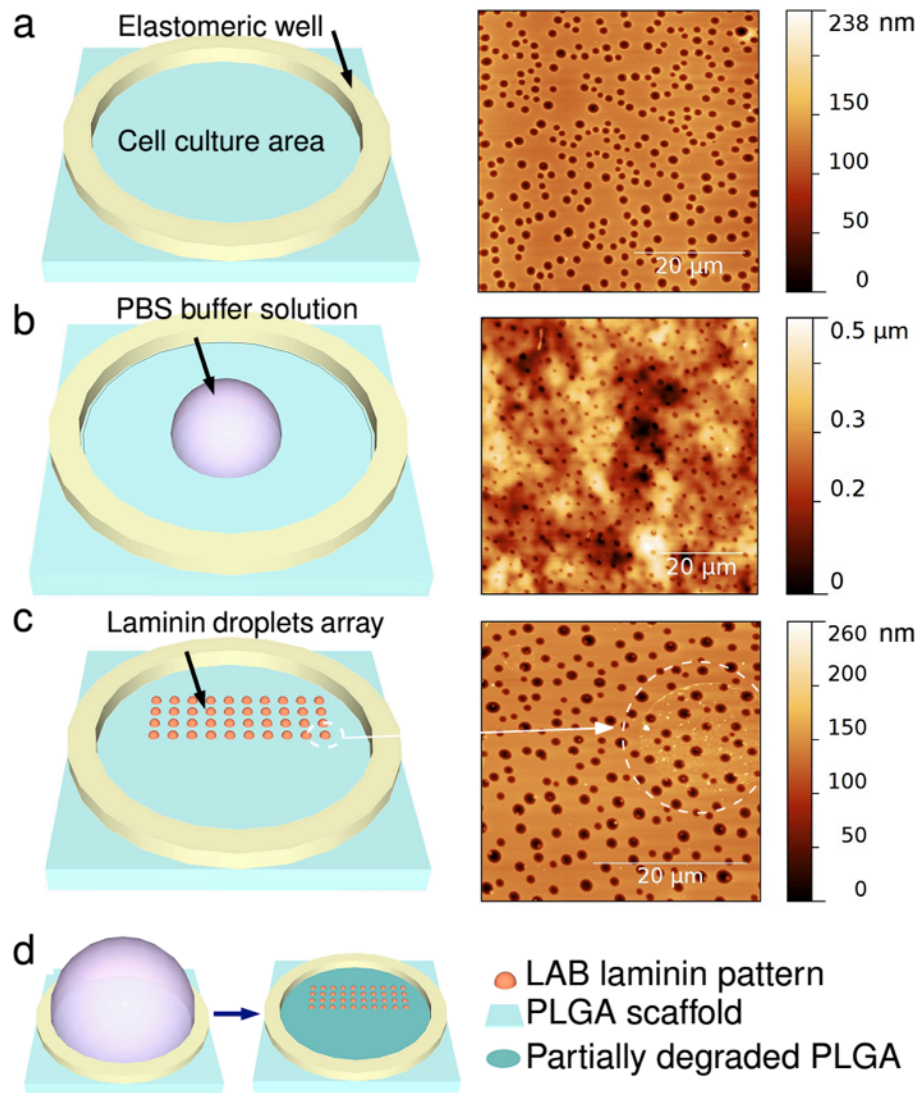 a
Elastomeric well
Cell culture area
20 µm
238 nm
150
100
50
0
b
PBS buffer solution
20 µm
0.5 µm
0.3
0.2
0
c
Laminin droplets array
20 µm
260 nm
200
150
100
50
0
d
LAB laminin pattern
PLGA scaffold
Partially degraded PLGA